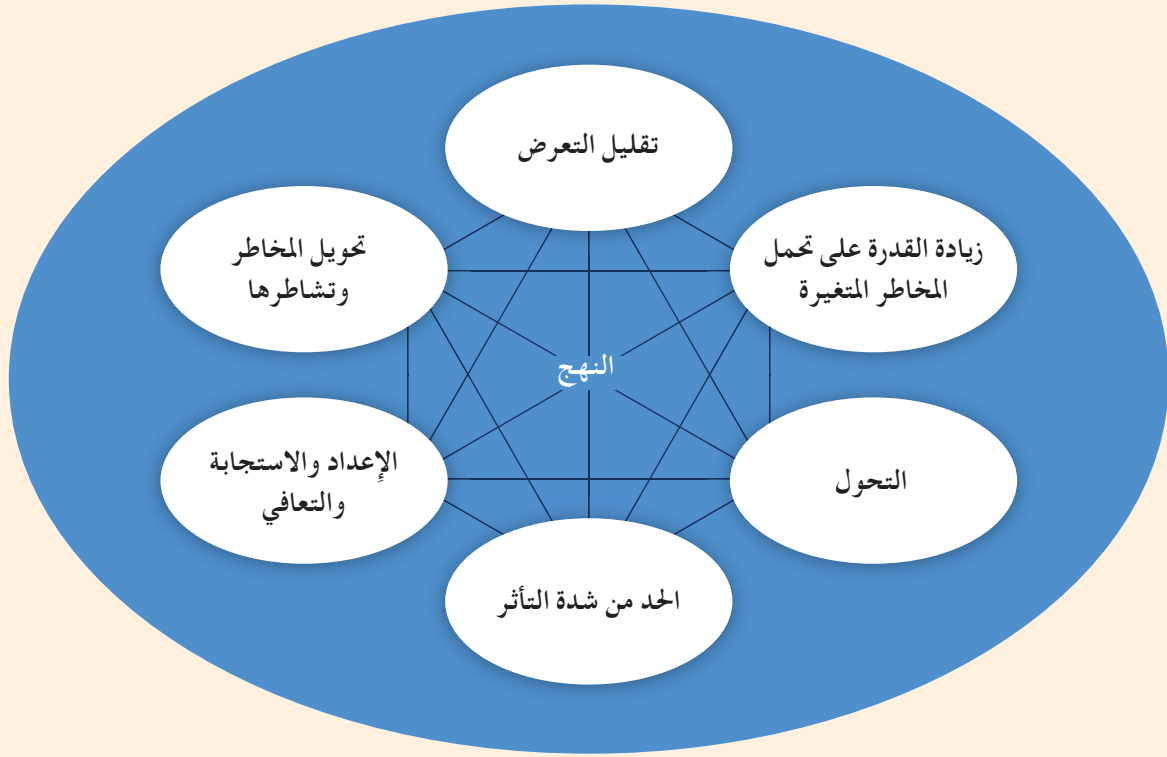 تقليل التعرض
زيادة القدرة على تحمل
المخاطر المتغيرة
تحويل المخاطر
وتشاطرها
النهج
التحول
الإعداد والاستجابة
والتعافي
الحد من شدة التأثر